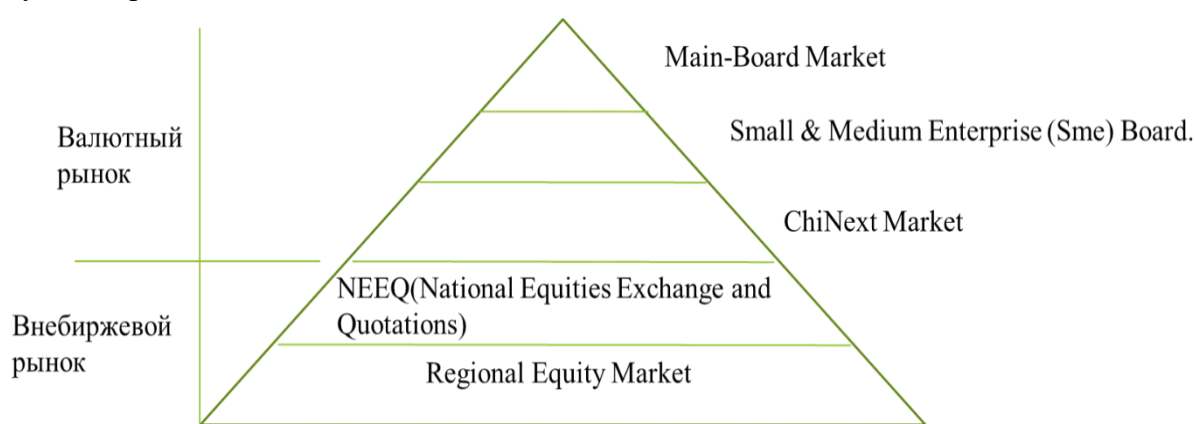 Main-Board Market
Small & Medium Enterprise (Sme) Board.
Валютный
рынок
ChiNext Market
NEEQ(National Equities Exchange and
Quotations)
Внебиржевой
рынок
Regional Equity Market